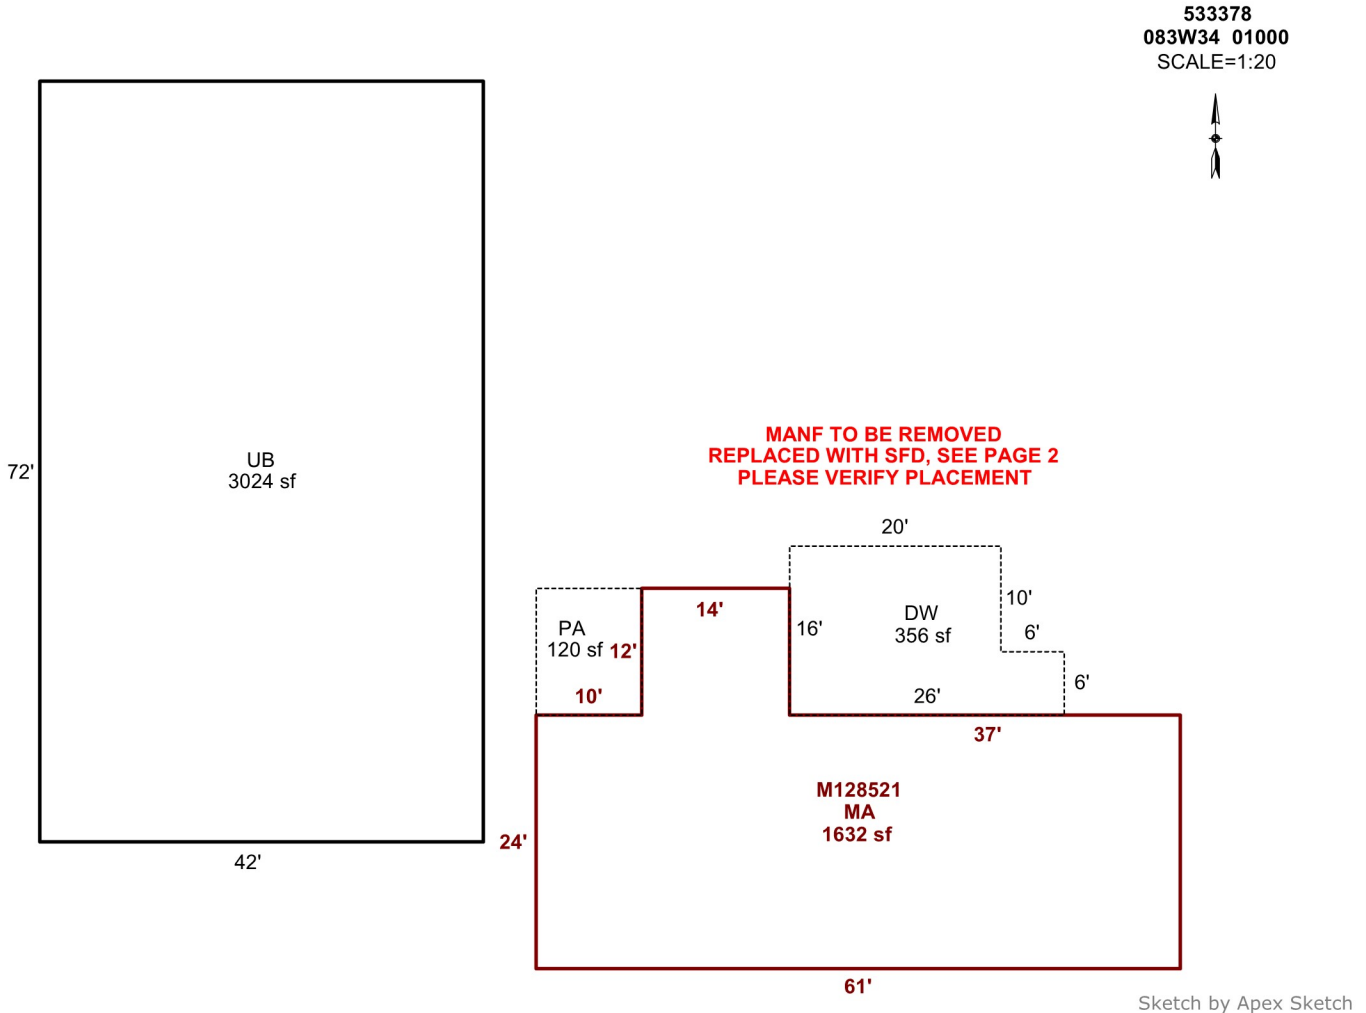 533378
083W34 01000
SCALE=1:20
72'
UB
3024 sf
42'
MANF TO BE REMOVED
REPLACED WITH SFD, SEE PAGE 2
PLEASE VERIFY PLACEMENT
20'
14'
10'
PA
120 sf
12'
16'
DW
356 sf
6'
10'
26'
6'
37'
24'
M128521
MA
1632 sf
61'
Sketch by Apex Sketch